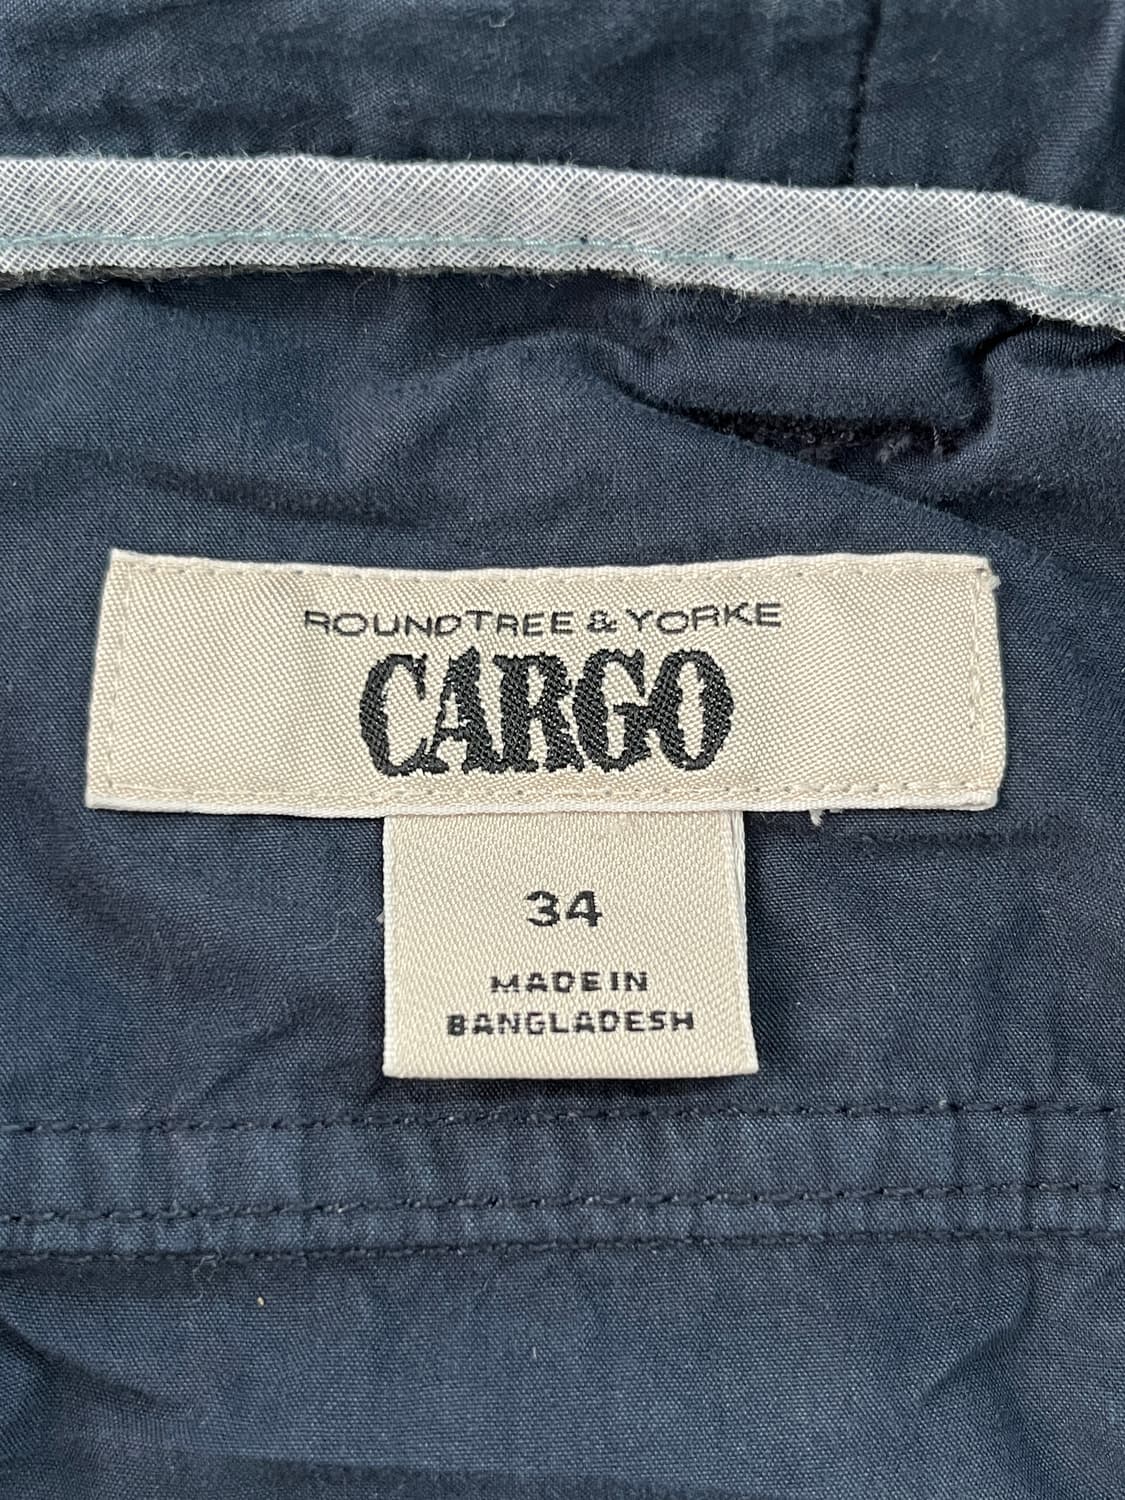 ROUNDTREE & YORKE
CARGO
34
MADE IN
BANGLADESH